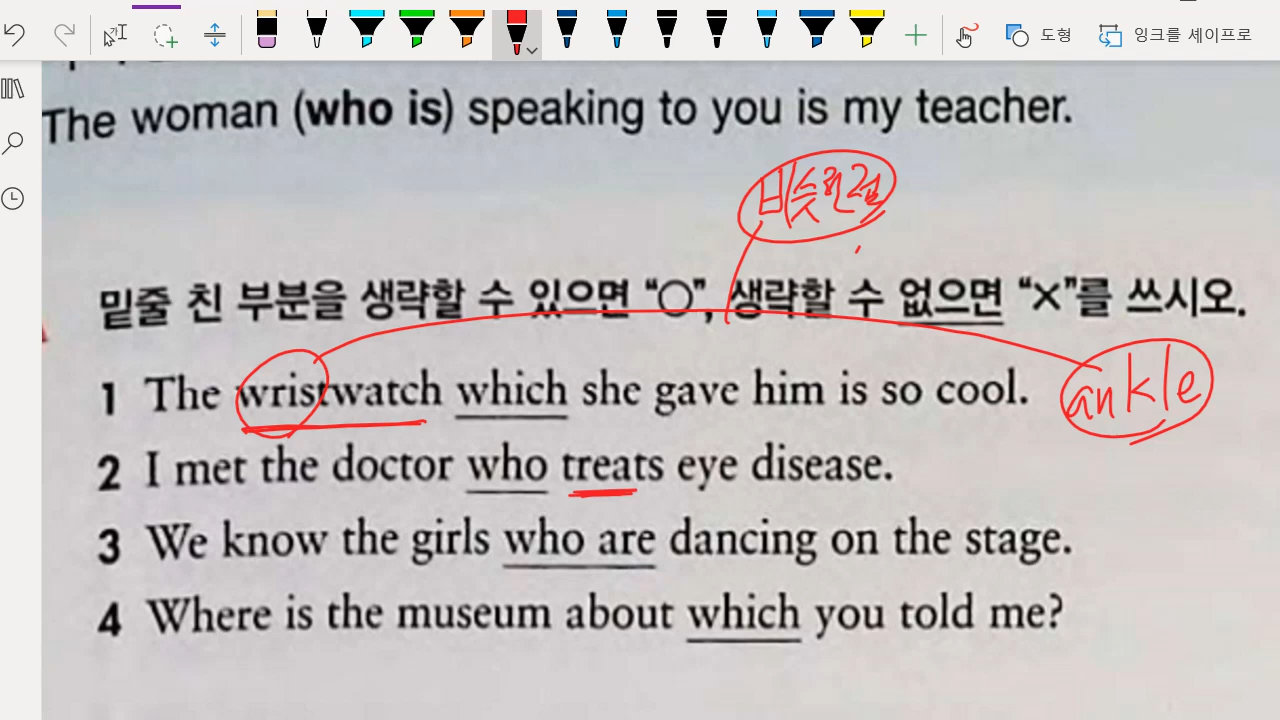 도형
잉크를 셰이프로
The woman (who is) speaking to you is my teacher.
밑줄 친 부분을 생략할 수 있으면 “O”, 생략할 수 없으면 “×”를 쓰시오.
1 The wristwatch which she gave him is so cool.
ankle
2 I met the doctor who treats eye disease.
3 We know the girls who are dancing on the stage.
4 Where is the museum about which you told me?